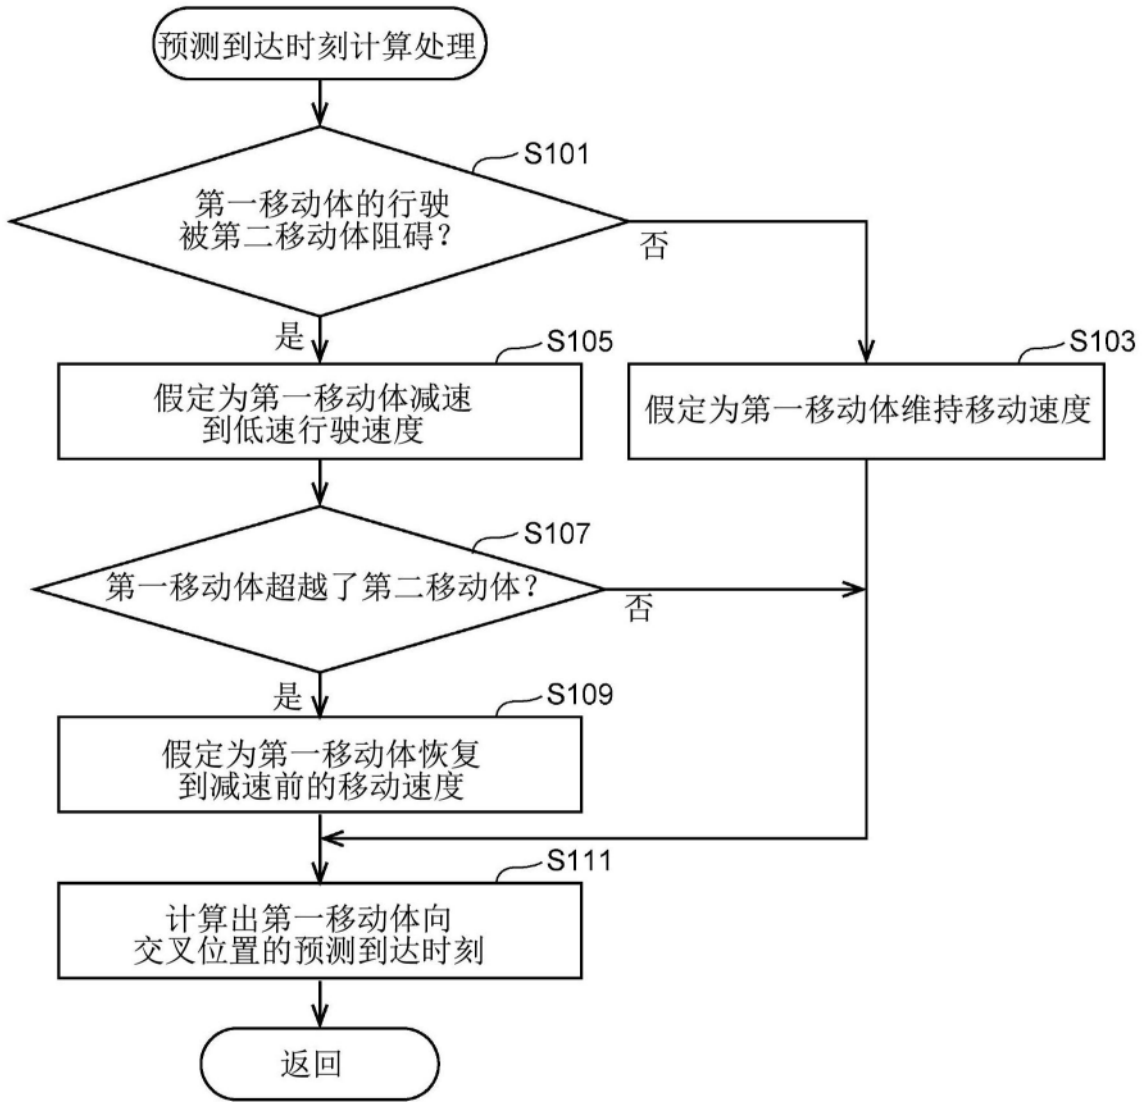 预测到达时刻计算处理
S101
第一移动体的行驶
被第二移动体阻碍?
否
是
S105
S103
假定为第一移动体减速
到低速行驶速度
假定为第一移动体维持移动速度
S107
第一移动体超越了第二移动体?
否
是
S109
假定为第一移动体恢复
到减速前的移动速度
S111
计算出第一移动体向
交叉位置的预测到达时刻
返回